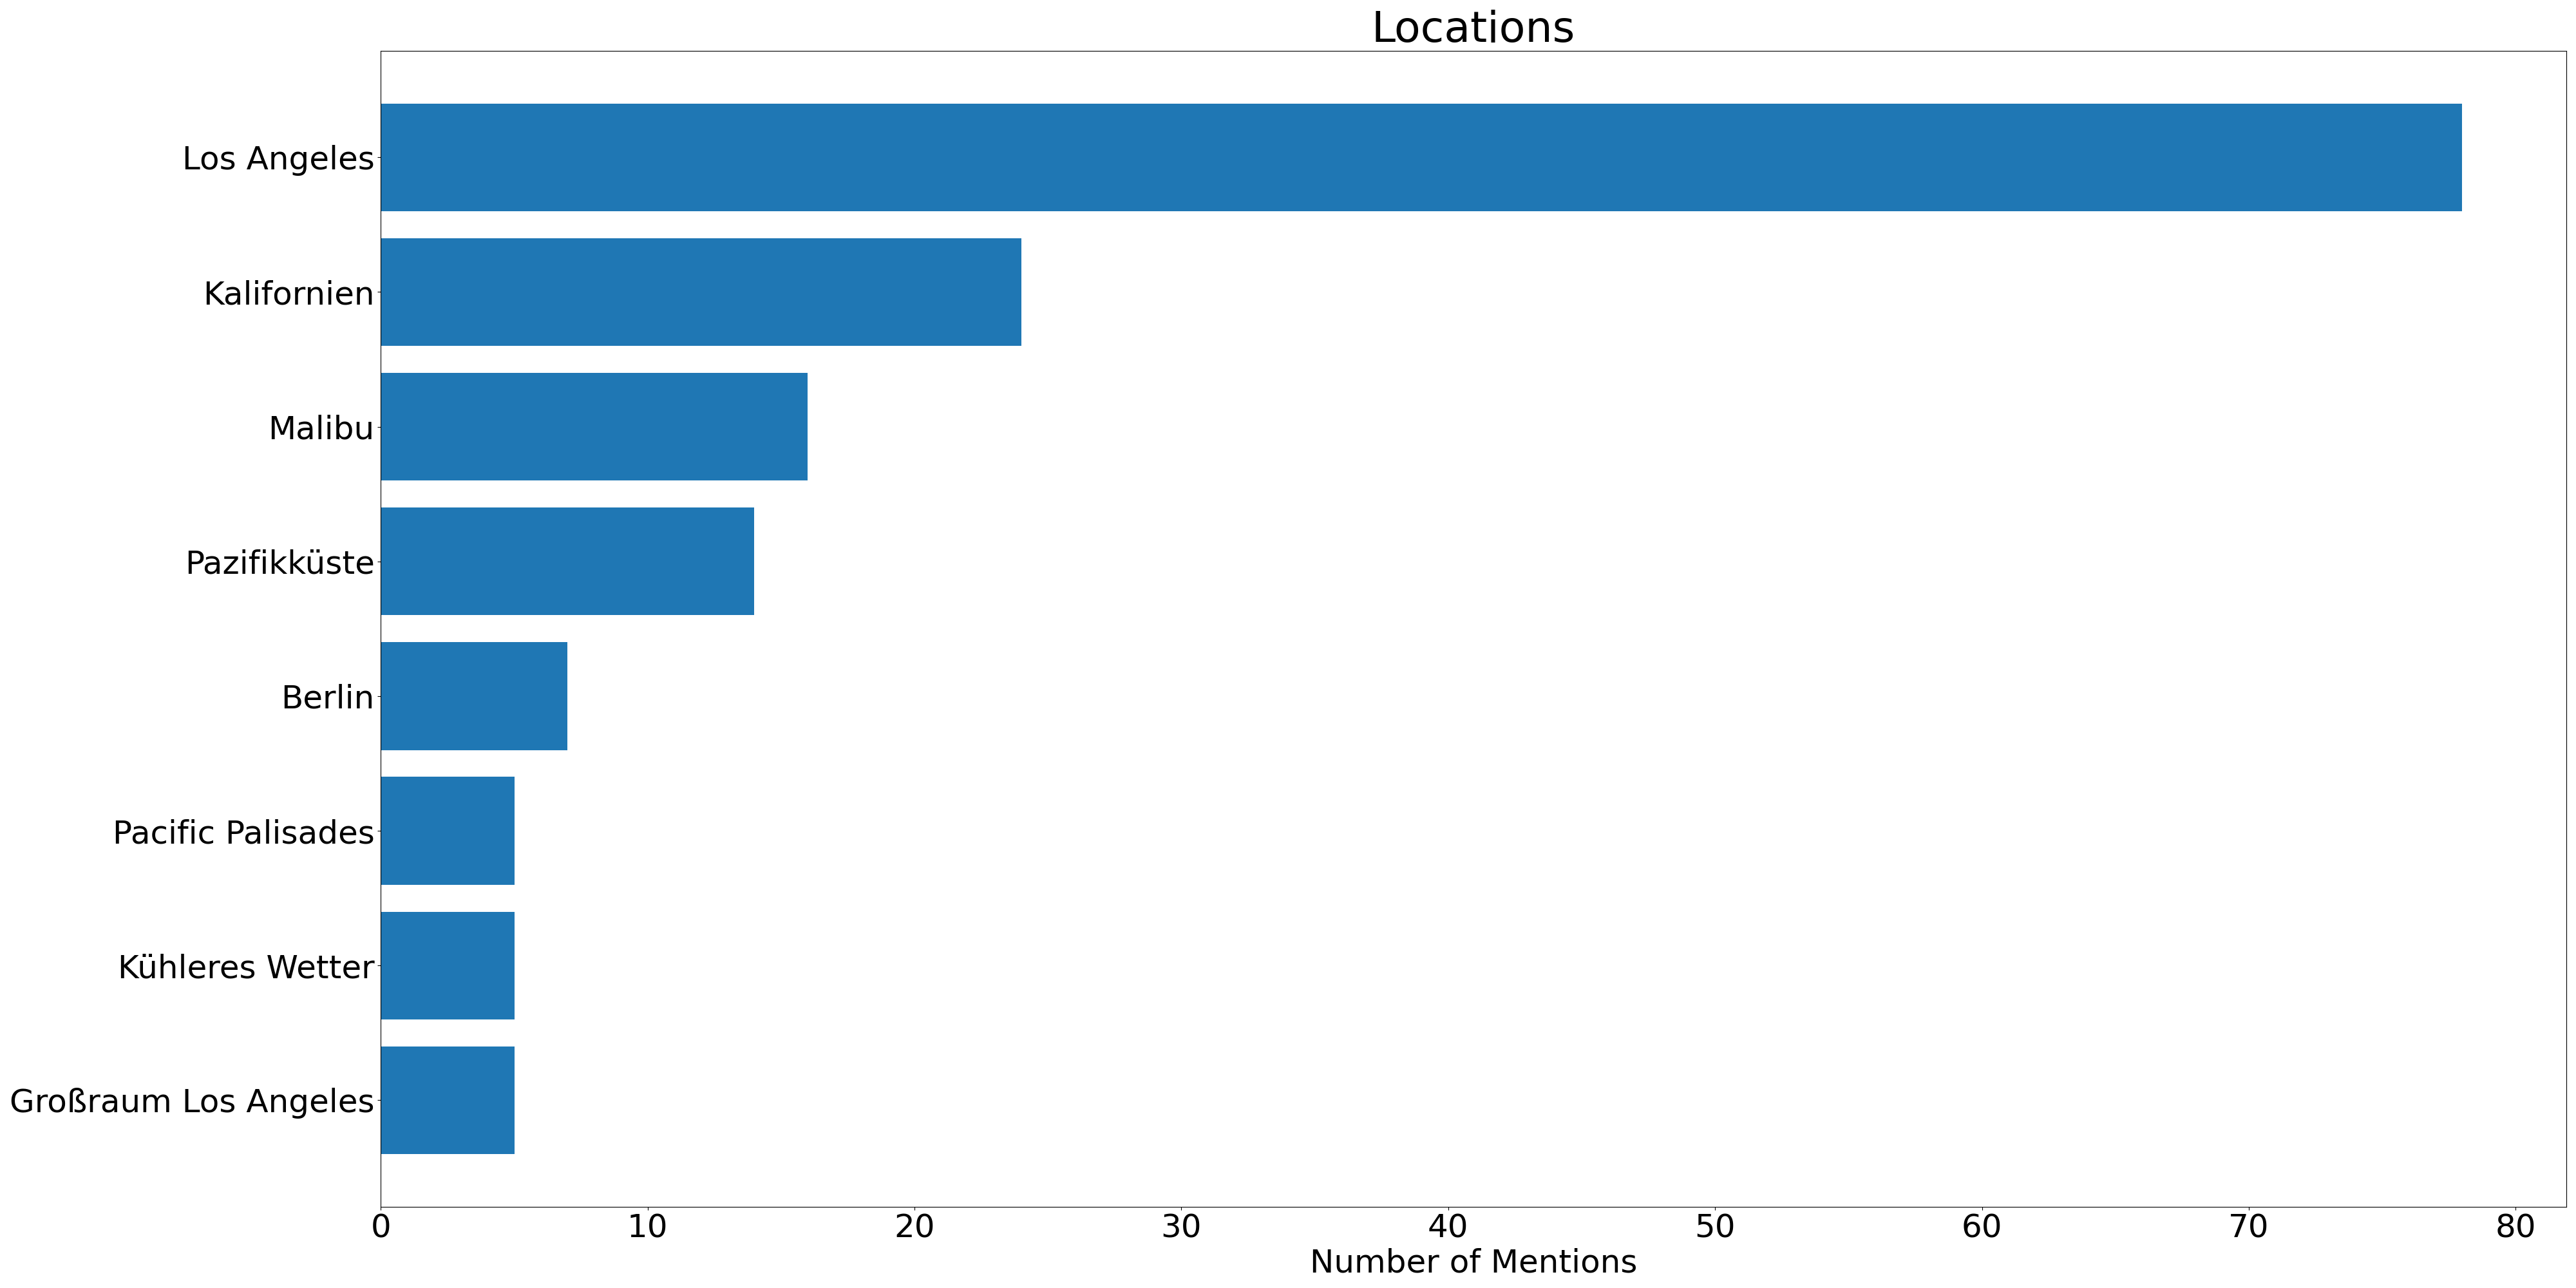 Locations
Los Angeles
Kalifornien
Malibu
Pazifikküste
Berlin
Pacific Palisades
Kühleres Wetter
Großraum Los Angeles
0 10 20 30 40 50 60 70 80
Number of Mentions